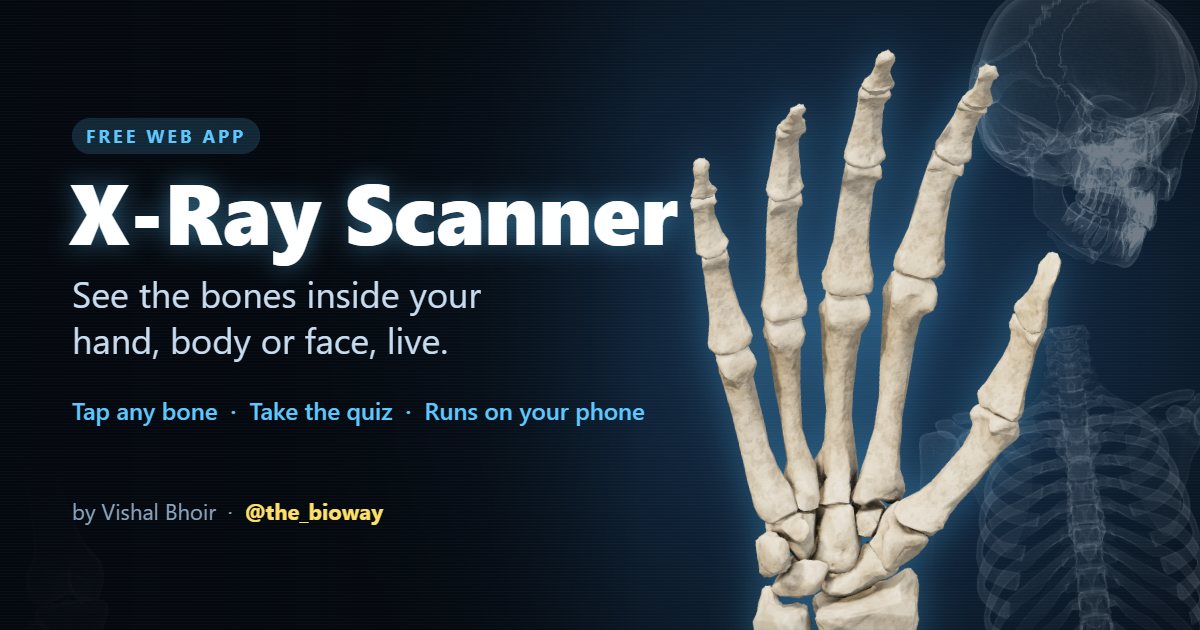 FREE WEB APP
X-Ray Scanner
See the bones inside your
hand, body or face, live.
Tap any bone · Take the quiz · Runs on your phone
by Vishal Bhoir · @the_bioway